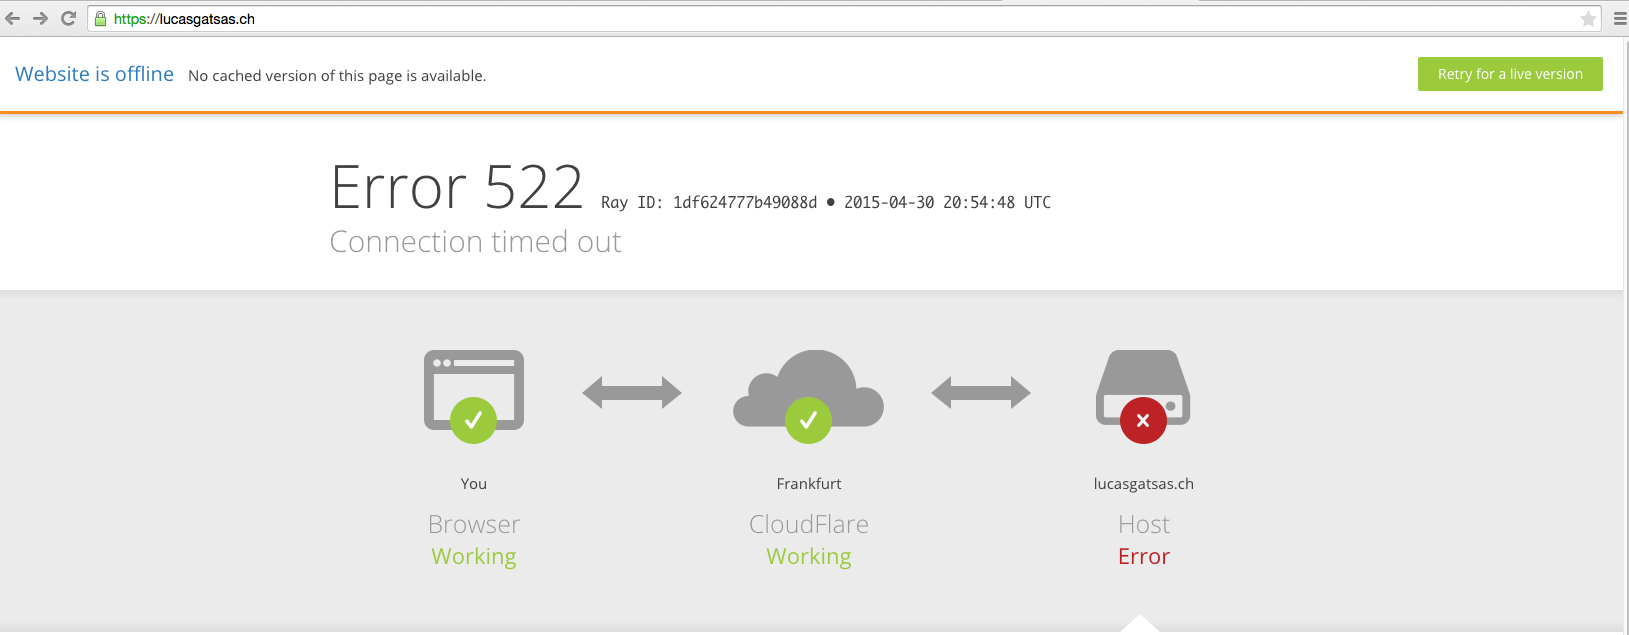 https://lucasgatsas.ch
Website is offline No cached version of this page is available.
Retry for a live version
Error 522 Ray ID: 1df624777b49088d • 2015-04-30 20:54:48 UTC
Connection timed out
You Frankfurt lucasgatsas.ch
Browser CloudFlare Host
Working Working Error